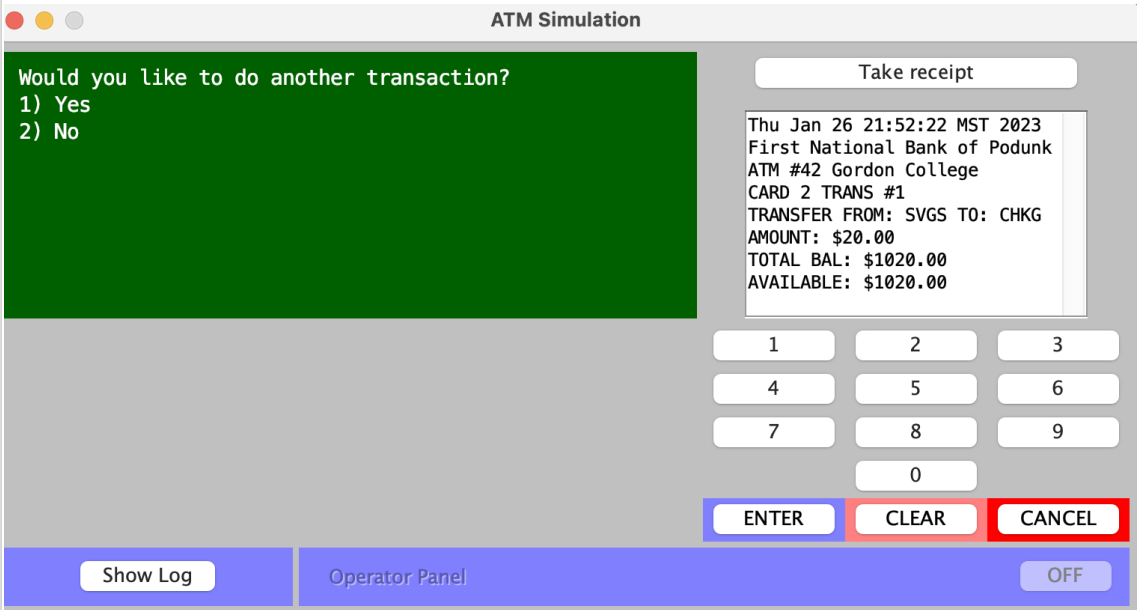 ATM Simulation
Would you like to do another transaction?
1) Yes
2) No
Take receipt
Thu Jan 26 21:52:22 MST 2023
First National Bank of Podunk
ATM #42 Gordon College
CARD 2 TRANS #1
TRANSFER FROM: SVGS TO: CHKG
AMOUNT: $20.00
TOTAL BAL: $1020.00
AVAILABLE: $1020.00
1 2 3
4 5 6
7 8 9
0
ENTER CLEAR CANCEL
Show Log Operator Panel OFF